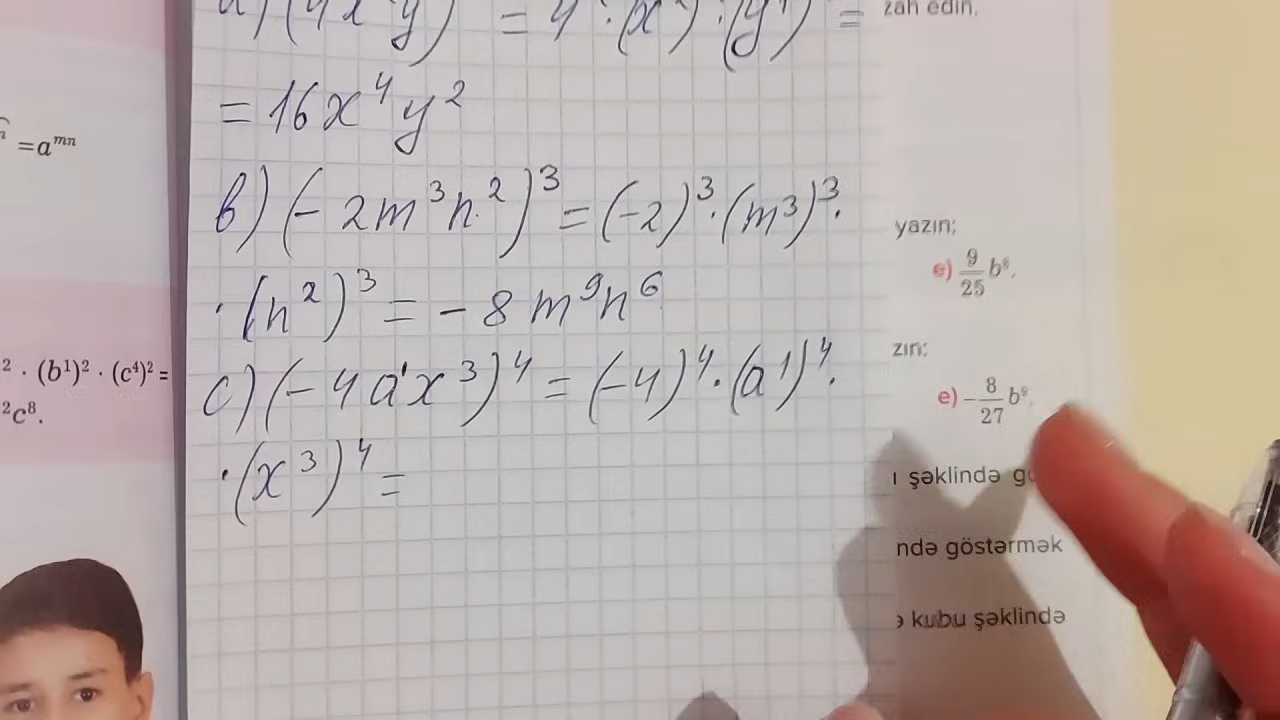 = 16x⁴y²
b) (-2m³n²)³ = (-2)³·(m³)³·
·(n²)³ = -8m⁹n⁶
c) (-4a¹x³)⁴ = (-4)⁴·(a¹)⁴·
·(x³)⁴ =
=aᵐⁿ
² · (b¹)² · (c⁴)² =
²c⁸.
zah edin.
yazın;
e) 9/25 b⁸.
zın:
e) -8/27 b⁹.
şəklində
ndə göstərmək
ə kubu şəklində